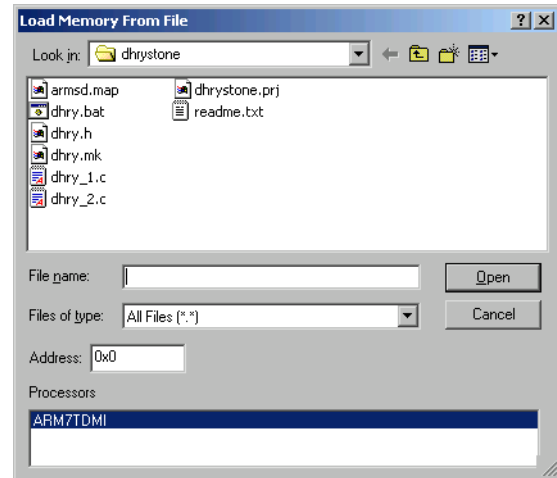 Load Memory From File
Look in: dhrystone
armsd.map
dhry.bat
dhry.h
dhry.mk
dhry_1.c
dhry_2.c
dhrystone.prj
readme.txt
File name:
Open
Files of type: All Files (*.*)
Cancel
Address: 0x0
Processors
ARM7TDMI